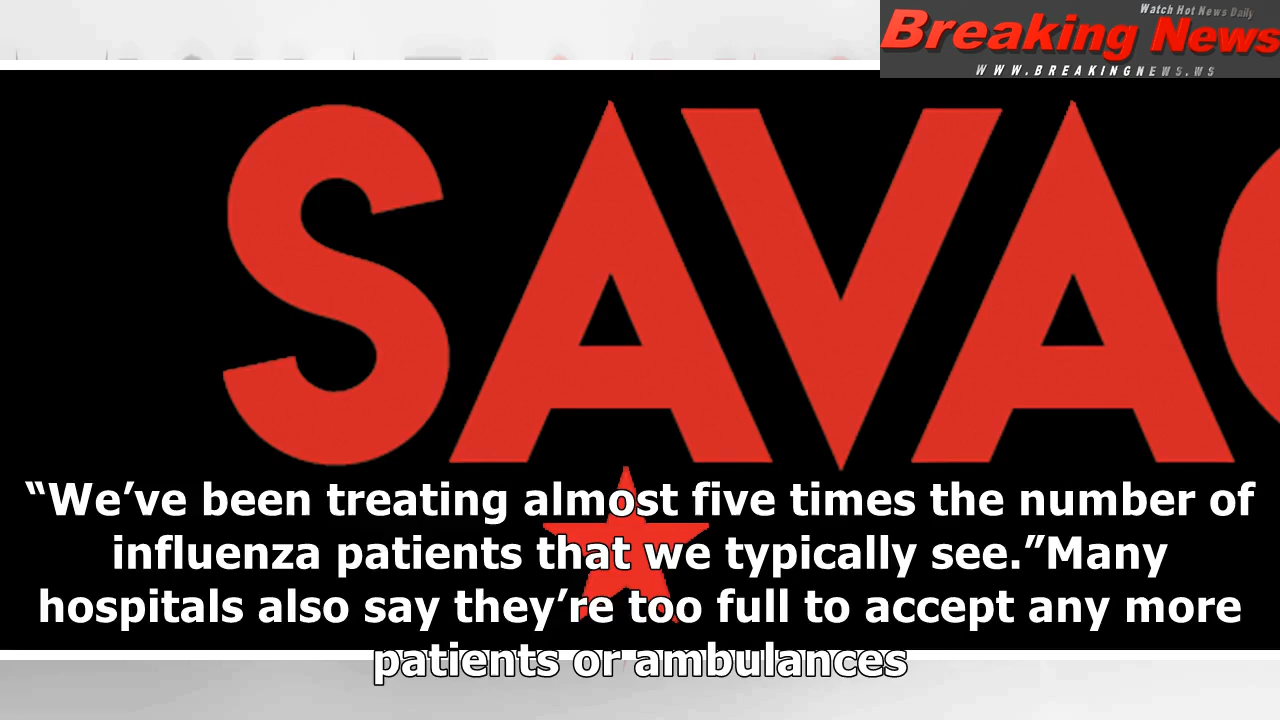 Watch Hot News Daily
Breaking News
WWW.BREAKINGNEWS.WS
SAVA
“We’ve been treating almost five times the number of
influenza patients that we typically see.”Many
hospitals also say they’re too full to accept any more
patients or ambulances